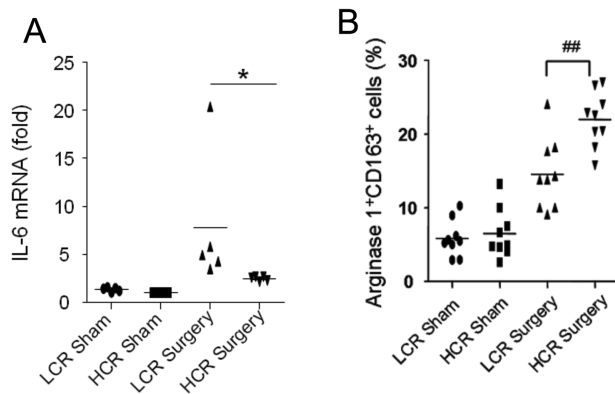 A
IL-6 mRNA (fold)
25
20
15
10
5
0
*
LCR Sham
HCR Sham
LCR Surgery
HCR Surgery
B
Arginase 1⁺CD163⁺ cells (%)
30
20
10
0
##
LCR Sham
HCR Sham
LCR Surgery
HCR Surgery